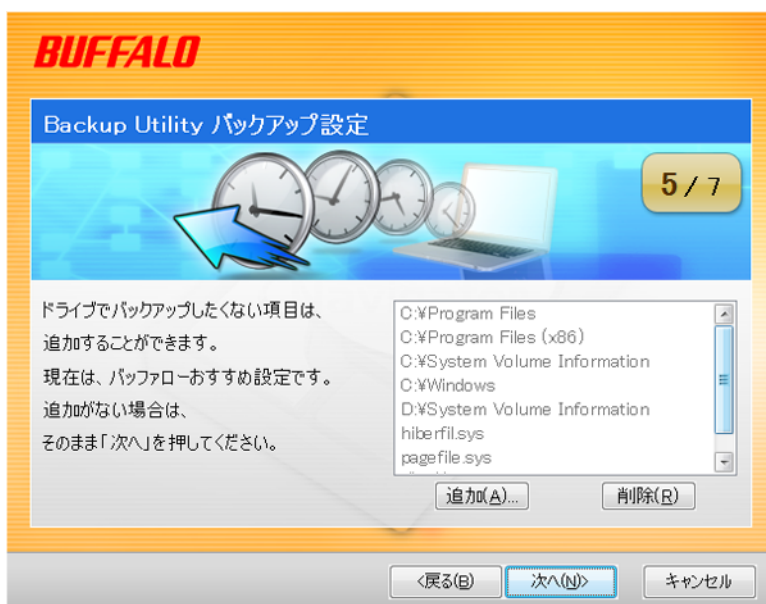 BUFFALO
Backup Utility バックアップ設定
5 / 7
ドライブでバックアップしたくない項目は、
追加することができます。
現在は、バッファローおすすめ設定です。
追加がない場合は、
そのまま「次へ」を押してください。
C:¥Program Files
C:¥Program Files (x86)
C:¥System Volume Information
C:¥Windows
D:¥System Volume Information
hiberfil.sys
pagefile.sys
追加(A)...
削除(R)
<戻る(B)
次へ(N)>
キャンセル